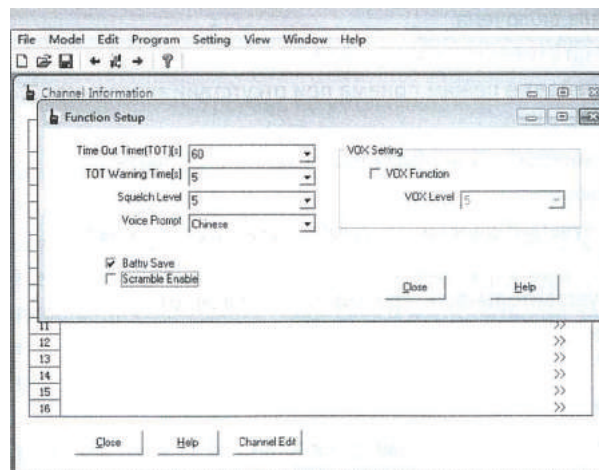 File Model Edit Program Setting View Window Help
Channel Information
Function Setup
Time Out Timer(TOT)[s] 60
TOT Warning Time[s] 5
Squelch Level 5
Voice Prompt Chinese
VOX Setting
VOX Function
VOX Level 5
Battry Save
Scramble Enable
Close Help
11 >>
12 >>
13 >>
14 >>
15 >>
16 >>
Close Help Channel Edit